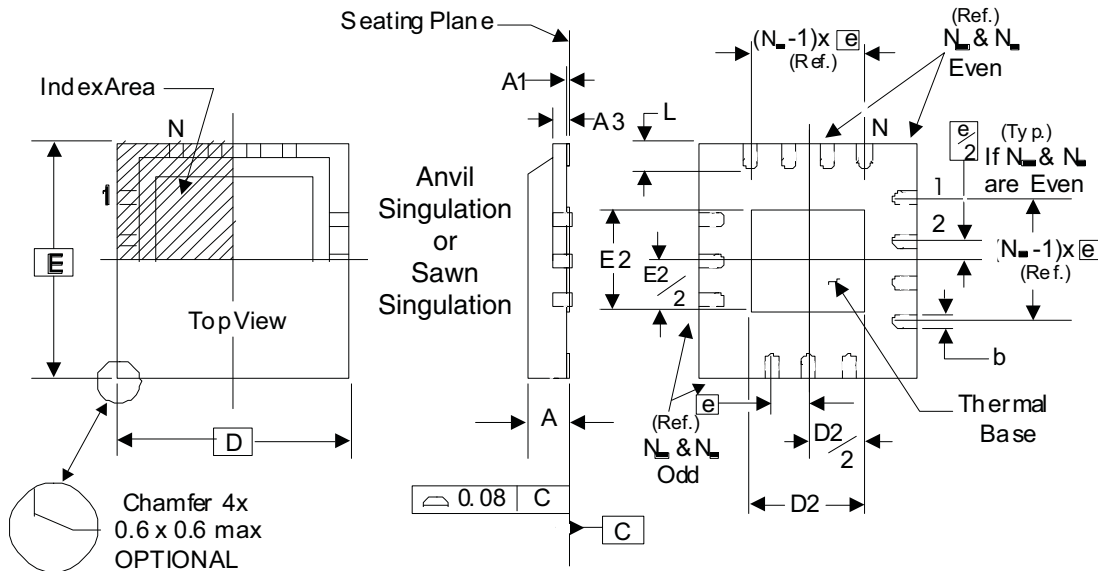 Seating Plane
(Ref.)
(N -1)x e
(Ref.)
N & N
Even
A1
IndexArea
A3
L
N
N
e/2
(Typ.)
If N & N
are Even
1
1
Anvil
Singulation
or
Sawn
Singulation
2
E
E2
E2/2
(N -1)x e
(Ref.)
TopView
b
A
e
Thermal
Base
(Ref.)
N & N
Odd
D2/2
D
D2
0.08 C
C
Chamfer 4x
0.6 x 0.6 max
OPTIONAL